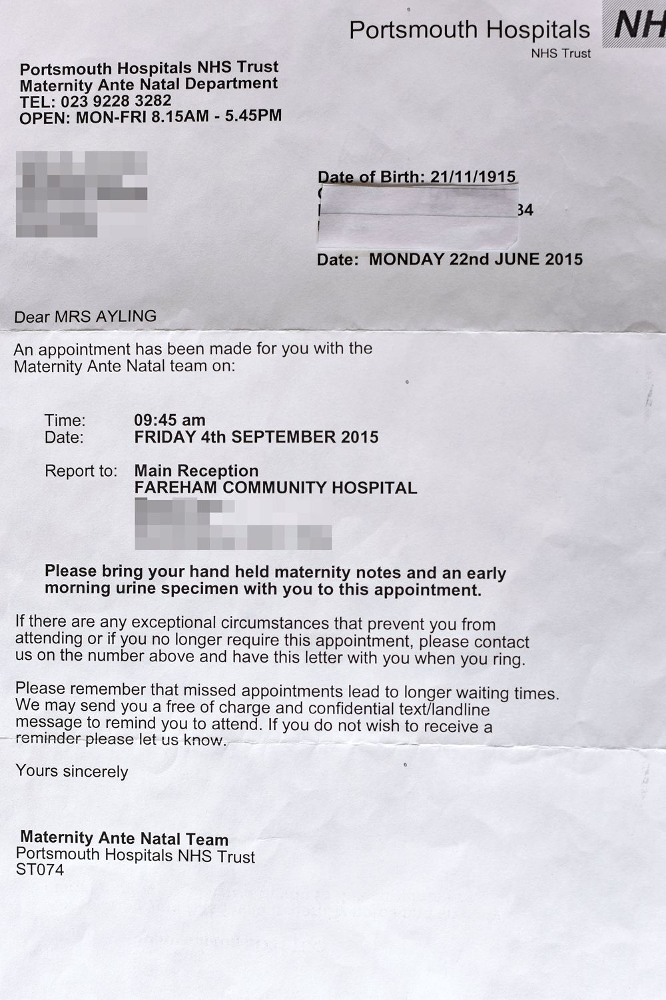 Portsmouth Hospitals NH
NHS Trust
Portsmouth Hospitals NHS Trust
Maternity Ante Natal Department
TEL: 023 9228 3282
OPEN: MON-FRI 8.15AM - 5.45PM
Date of Birth: 21/11/1915
34
Date: MONDAY 22nd JUNE 2015
Dear MRS AYLING
An appointment has been made for you with the
Maternity Ante Natal team on:
Time: 09:45 am
Date: FRIDAY 4th SEPTEMBER 2015
Report to: Main Reception
FAREHAM COMMUNITY HOSPITAL
Please bring your hand held maternity notes and an early
morning urine specimen with you to this appointment.
If there are any exceptional circumstances that prevent you from
attending or if you no longer require this appointment, please contact
us on the number above and have this letter with you when you ring.
Please remember that missed appointments lead to longer waiting times.
We may send you a free of charge and confidential text/landline
message to remind you to attend. If you do not wish to receive a
reminder please let us know.
Yours sincerely
Maternity Ante Natal Team
Portsmouth Hospitals NHS Trust
ST074